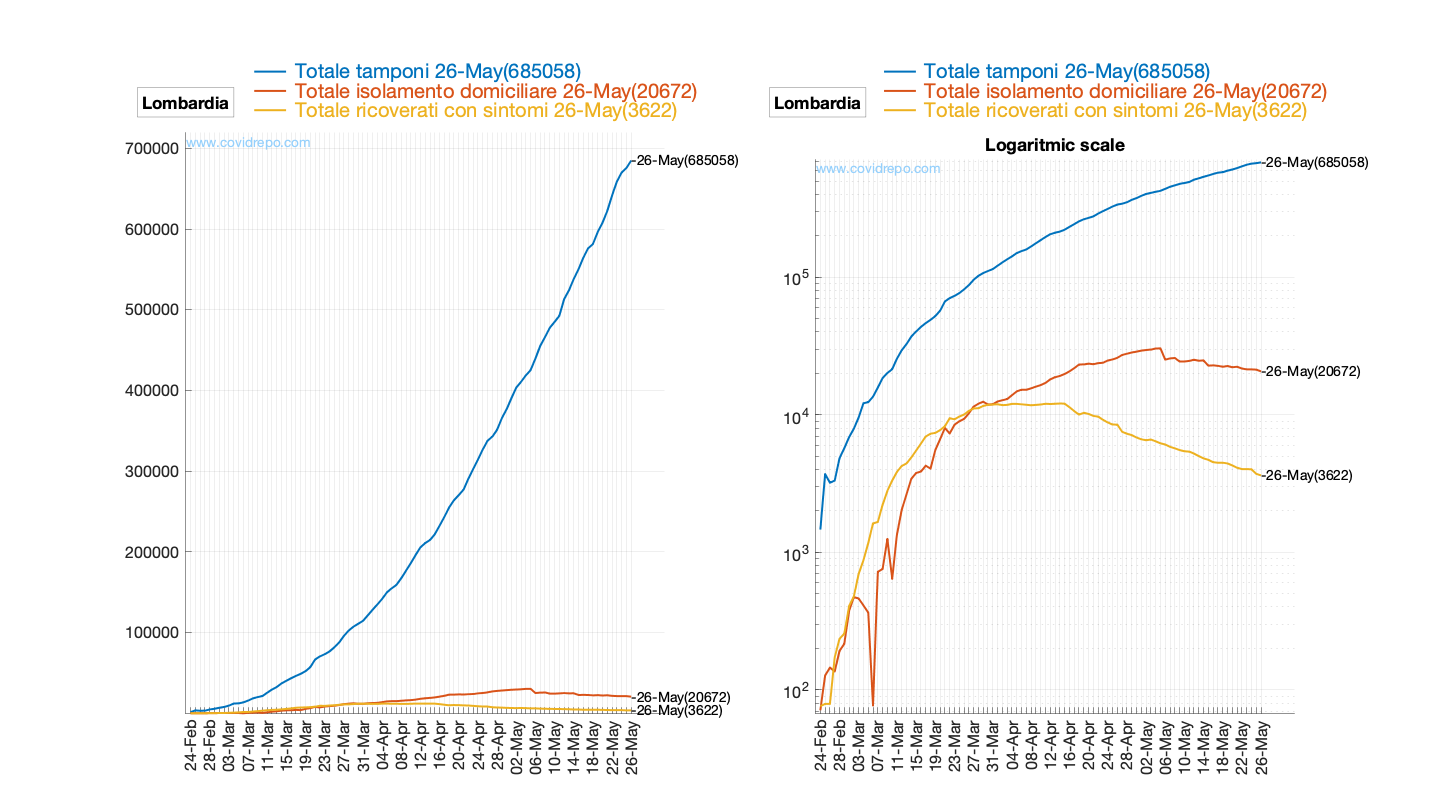 Totale tamponi 26-May(685058)
Totale isolamento domiciliare 26-May(20672)
Totale ricoverati con sintomi 26-May(3622)
Lombardia
www.covidrepo.com
700000
600000
500000
400000
300000
200000
100000
26-May(685058)
26-May(20672)
26-May(3622)
24-Feb
28-Feb
03-Mar
07-Mar
11-Mar
15-Mar
19-Mar
23-Mar
27-Mar
31-Mar
04-Apr
08-Apr
12-Apr
16-Apr
20-Apr
24-Apr
28-Apr
02-May
06-May
10-May
14-May
18-May
22-May
26-May
Totale tamponi 26-May(685058)
Totale isolamento domiciliare 26-May(20672)
Totale ricoverati con sintomi 26-May(3622)
Lombardia
Logaritmic scale
www.covidrepo.com
10^5
10^4
10^3
10^2
26-May(685058)
26-May(20672)
26-May(3622)
24-Feb
28-Feb
03-Mar
07-Mar
11-Mar
15-Mar
19-Mar
23-Mar
27-Mar
31-Mar
04-Apr
08-Apr
12-Apr
16-Apr
20-Apr
24-Apr
28-Apr
02-May
06-May
10-May
14-May
18-May
22-May
26-May